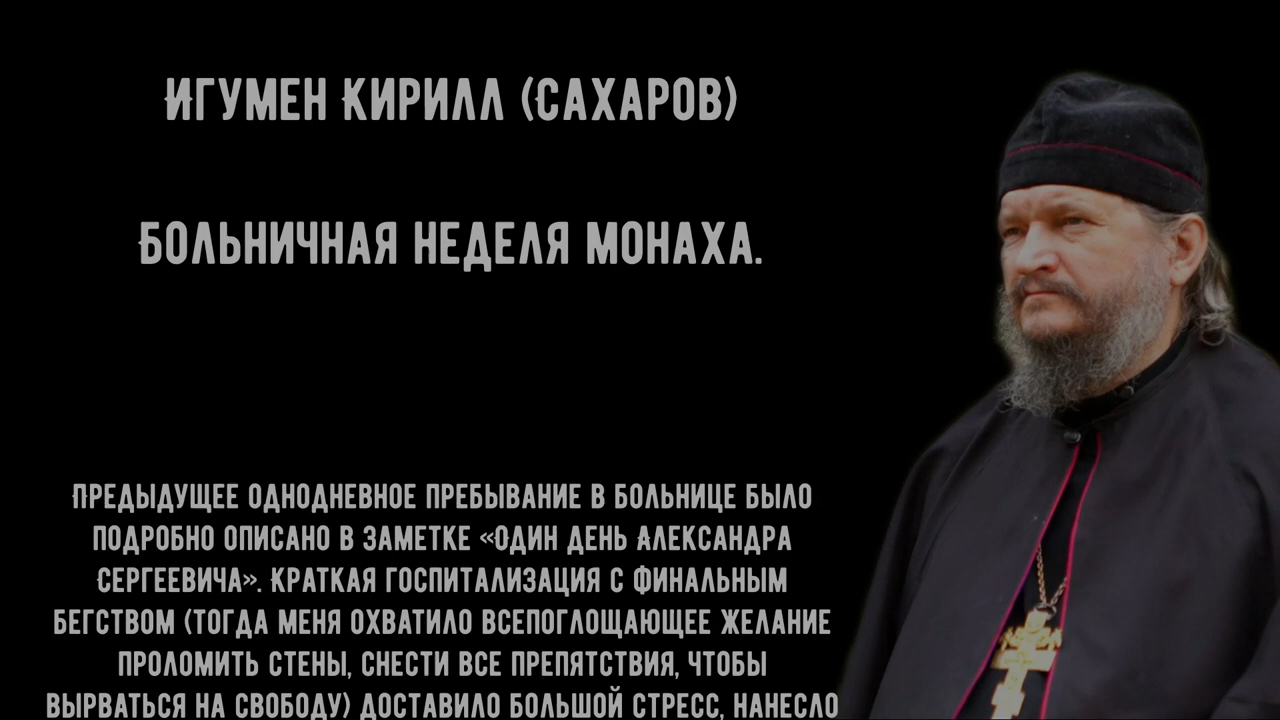 Игумен Кирилл (Сахаров)
Больничная неделя монаха.
Предыдущее однодневное пребывание в больнице было
подробно описано в заметке «Один день Александра
Сергеевича». Краткая госпитализация с финальным
бегством (тогда меня охватило всепоглощающее желание
проломить стены, снести все препятствия, чтобы
вырваться на свободу) доставило большой стресс, нанесло